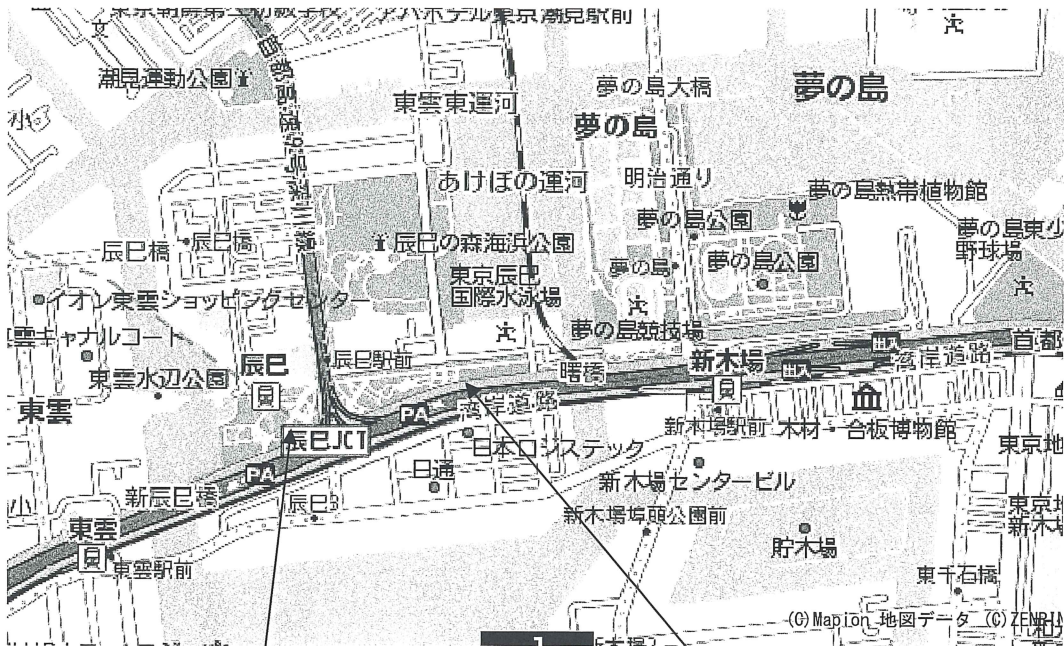 アパホテル東京潮見駅前
潮見運動公園
東雲東運河
夢の島大橋
夢の島
夢の島
あけぼの運河
明治通り
夢の島熱帯植物館
夢の島公園
辰巳橋
辰巳橋
辰巳の森海浜公園
夢の島
夢の島公園
夢の島東少
野球場
東京辰巳
国際水泳場
イオン東雲ショッピングセンター
雲キャナルコート
夢の島競技場
辰巳
辰巳駅前
曙橋
新木場
出入
出入
湾岸道路
首都
東雲水辺公園
東雲
PA
湾岸道路
辰巳JCT
新木場駅前
木材・合板博物館
日本ロジステック
東京地
PA
日通
新木場センタービル
新辰巳橋
辰巳3
新木場埠頭公園前
小
小
東雲
東雲駅前
貯木場
東京
新木
東千石橋
(C)Mapion 地図データ (C)ZENRIN
1